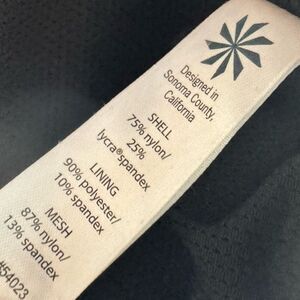 Designed in
Sonoma County,
California
SHELL
75% nylon/
25%
lycra® spandex
LINING
90% polyester/
10% spandex
MESH
87% nylon/
13% spandex
#54023